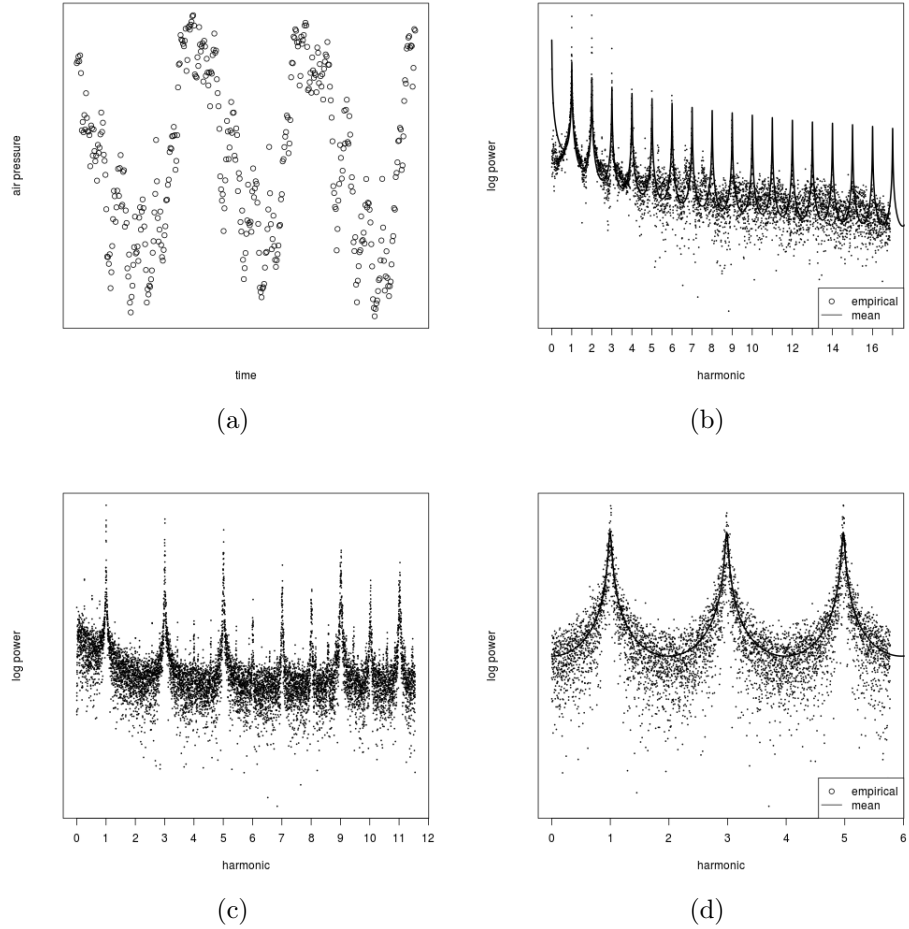 air pressure
time
(a)
log power
empirical
mean
0 1 2 3 4 5 6 7 8 9 10 12 14 16
harmonic
(b)
log power
0 1 2 3 4 5 6 7 8 9 10 11 12
harmonic
(c)
log power
empirical
mean
0 1 2 3 4 5 6
harmonic
(d)